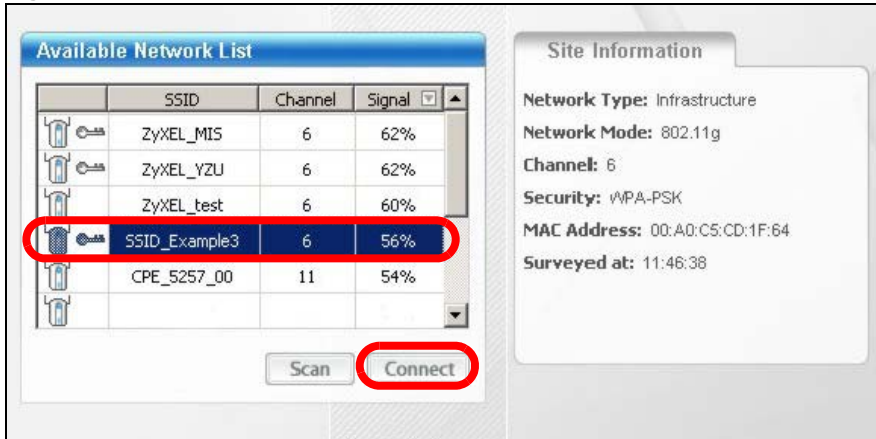 Available Network List
SSID Channel Signal
ZyXEL_MIS 6 62%
ZyXEL_YZU 6 62%
ZyXEL_test 6 60%
SSID_Example3 6 56%
CPE_5257_00 11 54%
Scan Connect
Site Information
Network Type: Infrastructure
Network Mode: 802.11g
Channel: 6
Security: WPA-PSK
MAC Address: 00:A0:C5:CD:1F:64
Surveyed at: 11:46:38